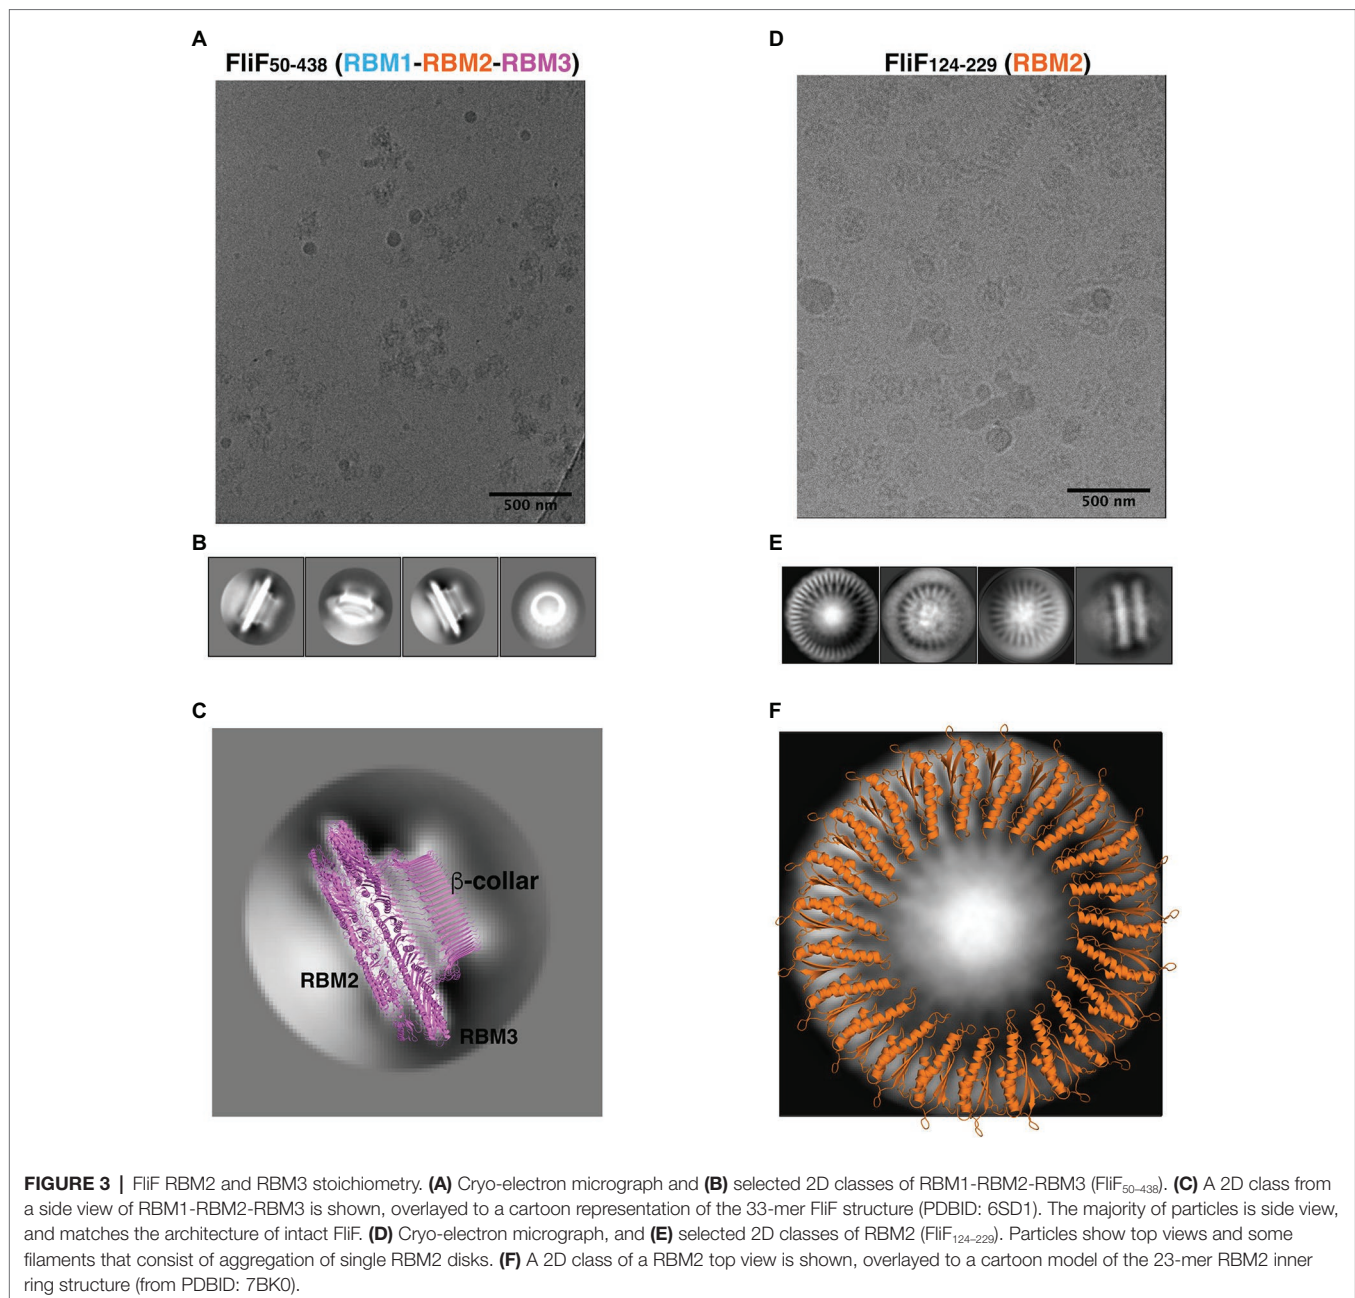 A
FliF50-438 (RBM1-RBM2-RBM3)
500 nm
B
C
β-collar
RBM2
RBM3
D
FliF124-229 (RBM2)
500 nm
E
F
FIGURE 3 | FliF RBM2 and RBM3 stoichiometry. (A) Cryo-electron micrograph and (B) selected 2D classes of RBM1-RBM2-RBM3 (FliF50–438). (C) A 2D class from
a side view of RBM1-RBM2-RBM3 is shown, overlayed to a cartoon representation of the 33-mer FliF structure (PDBID: 6SD1). The majority of particles is side view,
and matches the architecture of intact FliF. (D) Cryo-electron micrograph, and (E) selected 2D classes of RBM2 (FliF124–229). Particles show top views and some
filaments that consist of aggregation of single RBM2 disks. (F) A 2D class of a RBM2 top view is shown, overlayed to a cartoon model of the 23-mer RBM2 inner
ring structure (from PDBID: 7BK0).